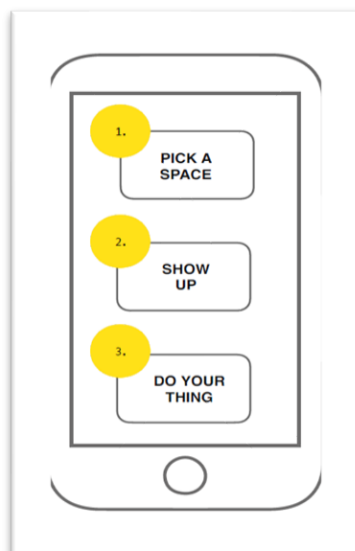 1.
PICK A
SPACE
2.
SHOW
UP
3.
DO YOUR
THING